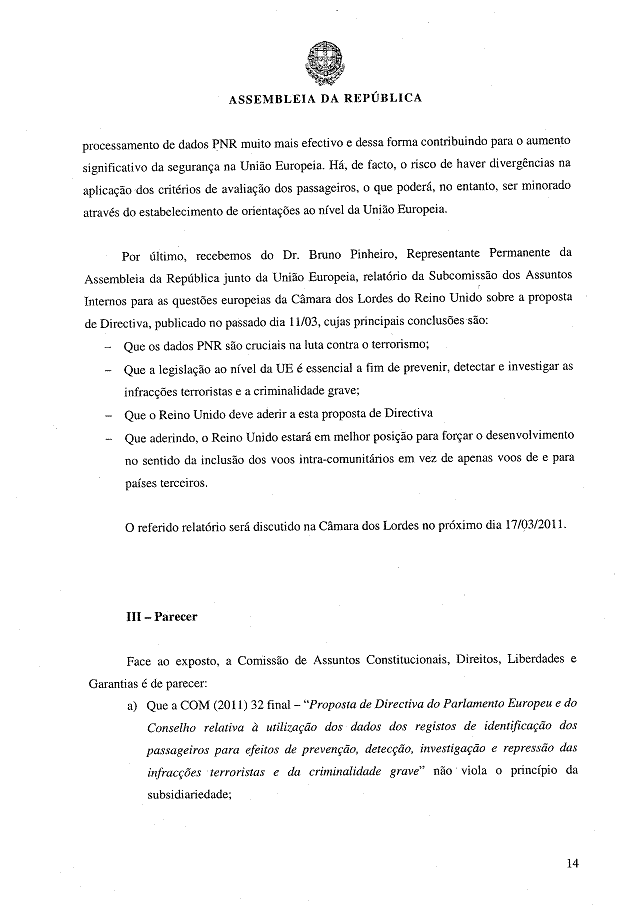 ASSEMBLEIA DA REPÚBLICA
processamento de dados PNR muito mais efectivo e dessa forma contribuindo para o aumento
significativo da segurança na União Europeia. Há, de facto, o risco de haver divergências na
aplicação dos critérios de avaliação dos passageiros, o que poderá, no entanto, ser minorado
através do estabelecimento de orientações ao nível da União Europeia.
Por último, recebemos do Dr. Bruno Pinheiro, Representante Permanente da
Assembleia da República junto da União Europeia, relatório da Subcomissão dos Assuntos
Internos para as questões europeias da Câmara dos Lordes do Reino Unido sobre a proposta
de Directiva, publicado no passado dia 11/03, cujas principais conclusões são:
– Que os dados PNR são cruciais na luta contra o terrorismo;
– Que a legislação ao nível da UE é essencial a fim de prevenir, detectar e investigar as
infracções terroristas e a criminalidade grave;
– Que o Reino Unido deve aderir a esta proposta de Directiva
– Que aderindo, o Reino Unido estará em melhor posição para forçar o desenvolvimento
no sentido da inclusão dos voos intra-comunitários em vez de apenas voos de e para
países terceiros.
O referido relatório será discutido na Câmara dos Lordes no próximo dia 17/03/2011.
III – Parecer
Face ao exposto, a Comissão de Assuntos Constitucionais, Direitos, Liberdades e
Garantias é de parecer:
a) Que a COM (2011) 32 final – "Proposta de Directiva do Parlamento Europeu e do
Conselho relativa à utilização dos dados dos registos de identificação dos
passageiros para efeitos de prevenção, detecção, investigação e repressão das
infracções terroristas e da criminalidade grave" não viola o princípio da
subsidiariedade;
14